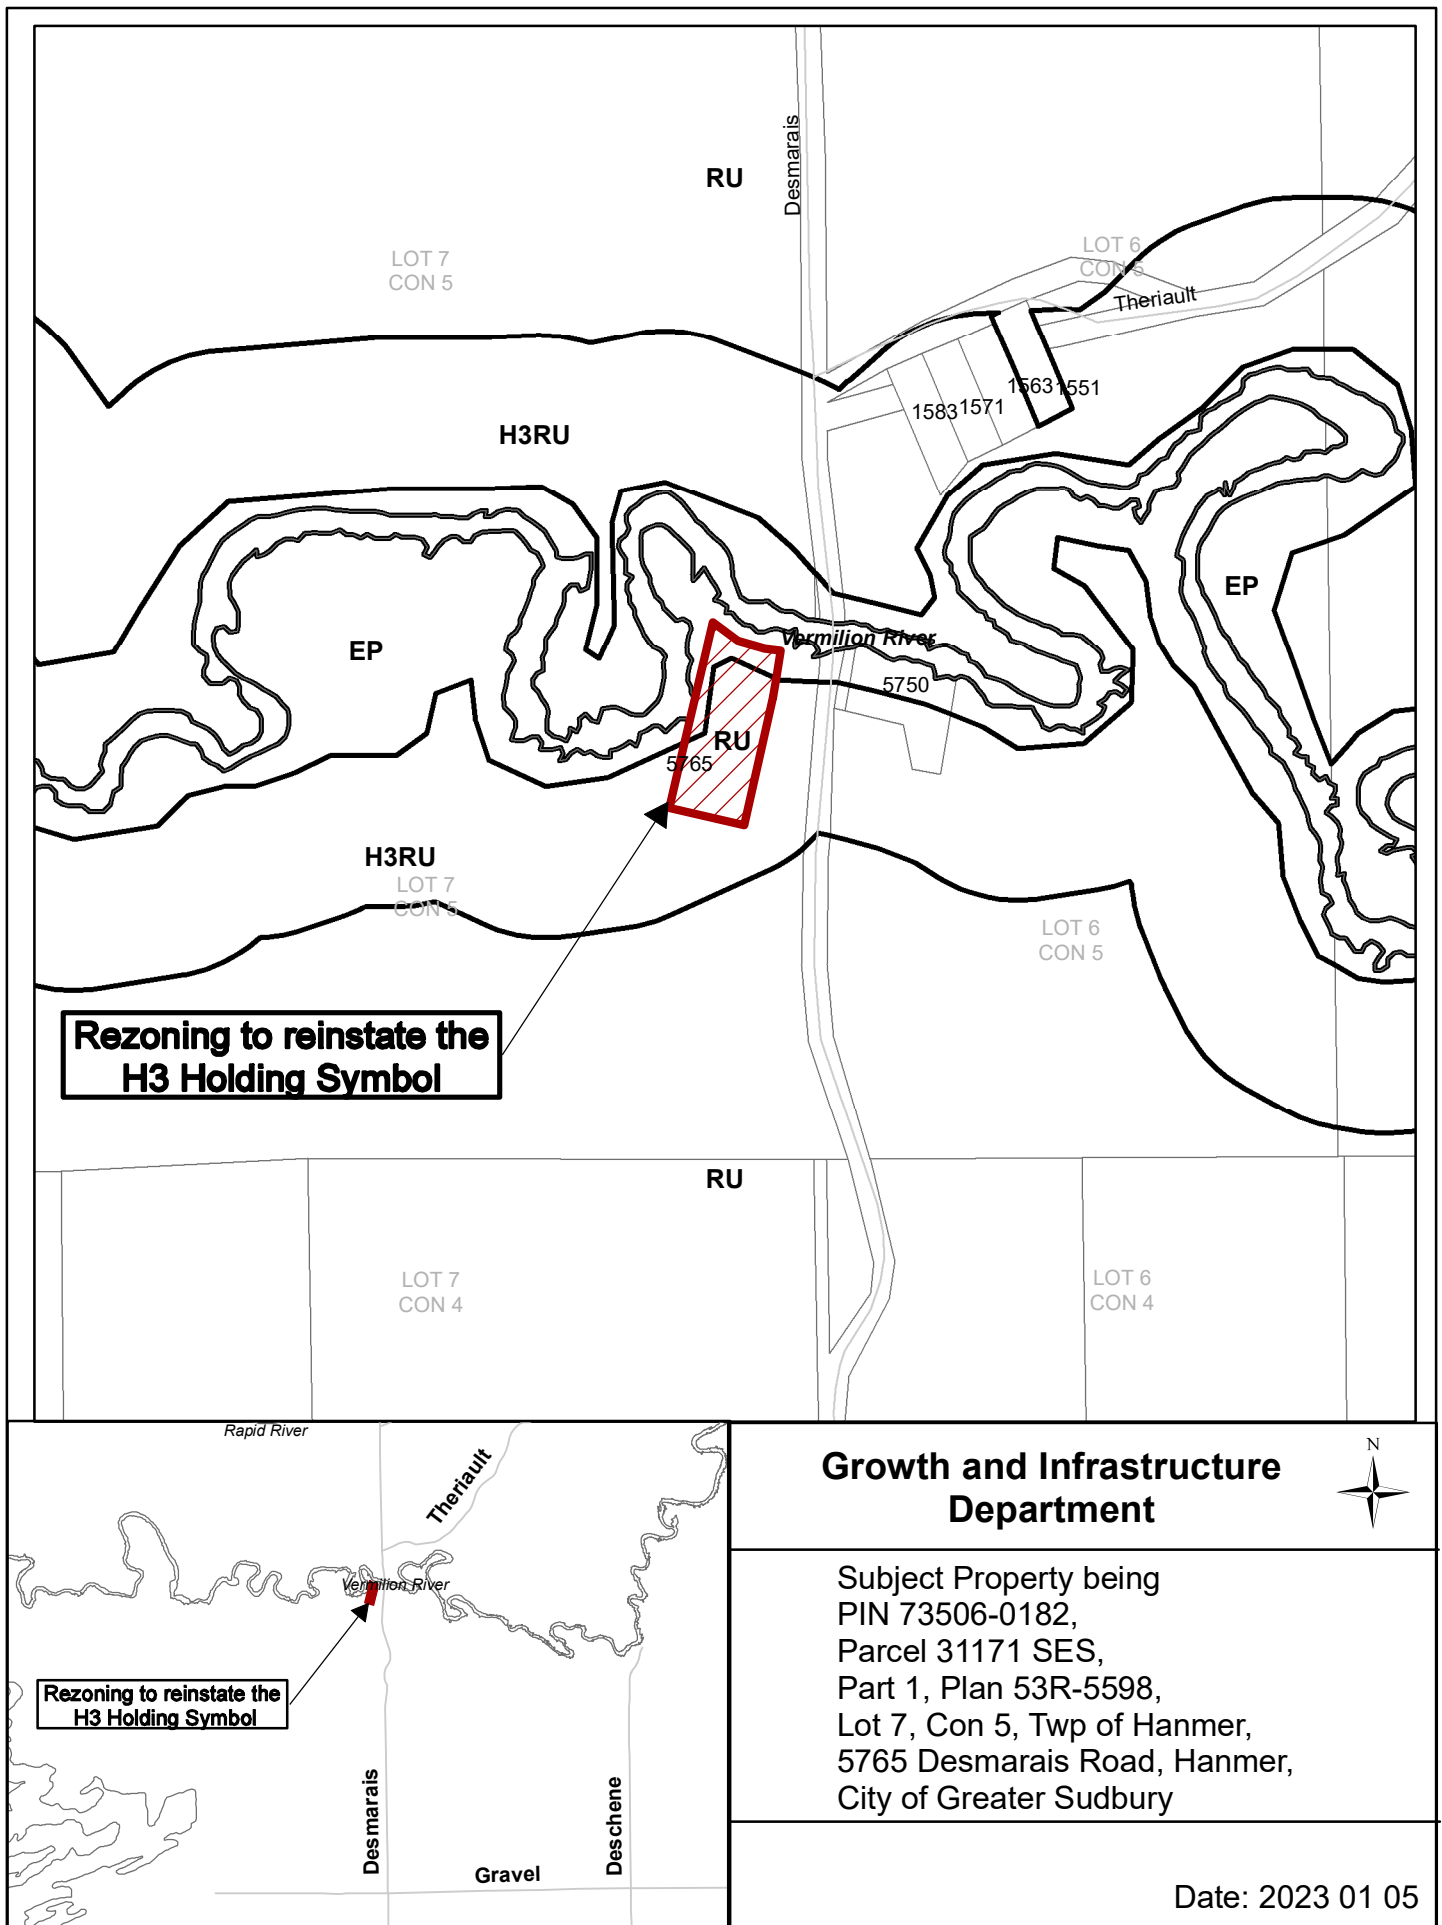 Desmarais
RU
LOT 7
CON 5
LOT 6
CON 5
Theriault
1563
1551
1583
1571
H3RU
EP
EP
Vermilion River
5750
RU
5765
H3RU
LOT 7
CON 5
LOT 6
CON 5
Rezoning to reinstate the
H3 Holding Symbol
RU
LOT 7
CON 4
LOT 6
CON 4
Rapid River
Theriault
Vermilion River
Rezoning to reinstate the
H3 Holding Symbol
Desmarais
Deschene
Gravel
Growth and Infrastructure
Department
N
Subject Property being
PIN 73506-0182,
Parcel 31171 SES,
Part 1, Plan 53R-5598,
Lot 7, Con 5, Twp of Hanmer,
5765 Desmarais Road, Hanmer,
City of Greater Sudbury
Date: 2023 01 05